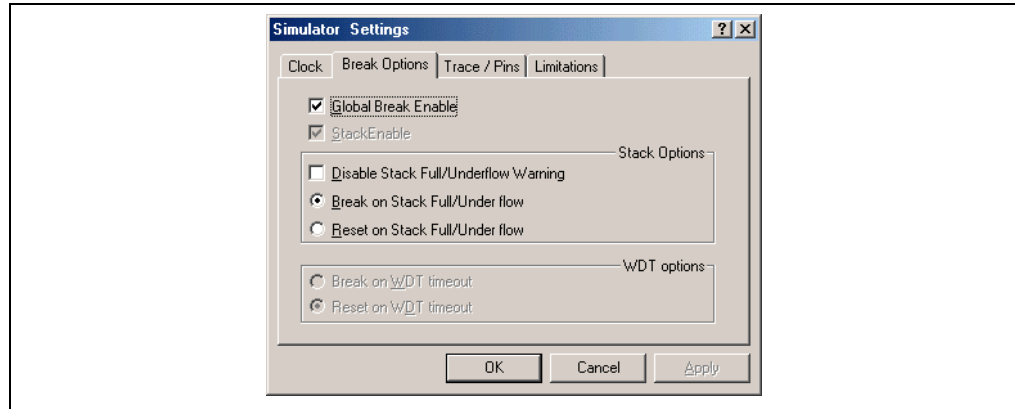 Simulator Settings
Clock Break Options Trace / Pins Limitations
Global Break Enable
StackEnable
Stack Options
Disable Stack Full/Underflow Warning
Break on Stack Full/Under flow
Reset on Stack Full/Under flow
WDT options
Break on WDT timeout
Reset on WDT timeout
OK Cancel Apply